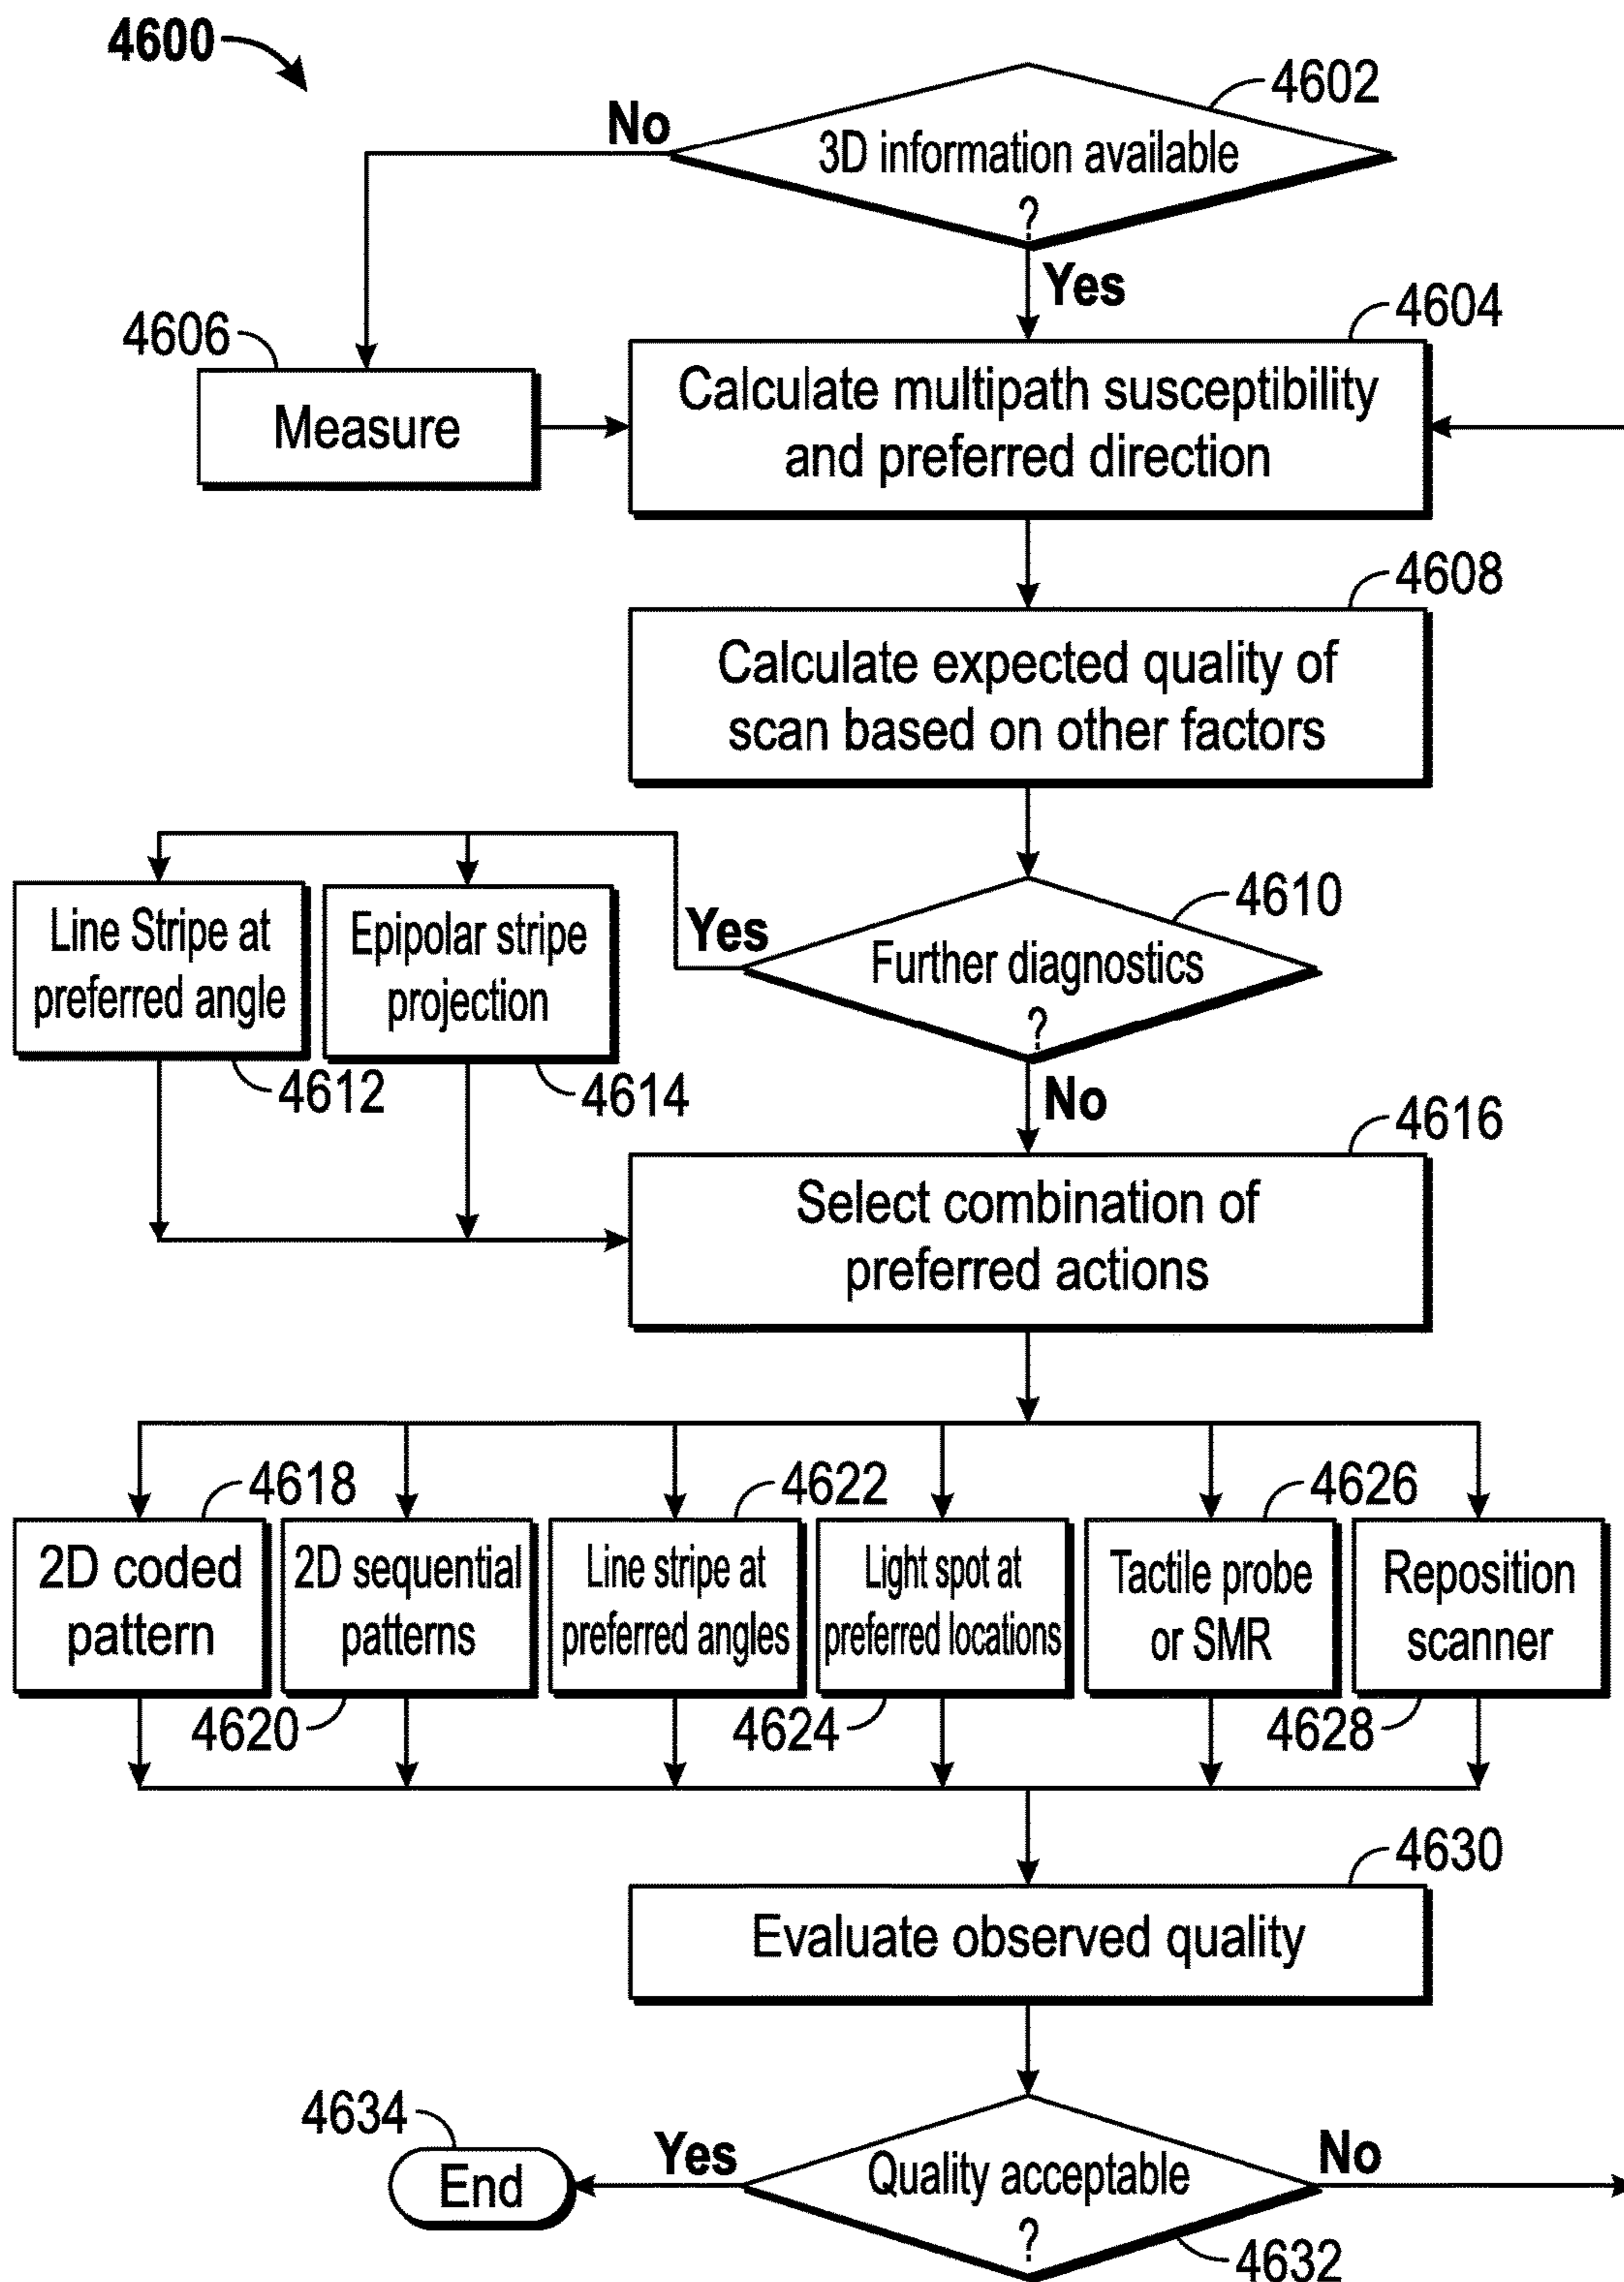 4600
4602
No
3D information available
?
Yes
4604
4606
Calculate multipath susceptibility
and preferred direction
Measure
4608
Calculate expected quality of
scan based on other factors
4610
Line Stripe at
preferred angle
Epipolar stripe
projection
Yes
Further diagnostics
?
4612
4614
No
4616
Select combination of
preferred actions
4618
4622
4626
2D coded
pattern
2D sequential
patterns
Line stripe at
preferred angles
Light spot at
preferred locations
Tactile probe
or SMR
Reposition
scanner
4620
4624
4628
4630
Evaluate observed quality
4634
End
Yes
Quality acceptable
?
No
4632